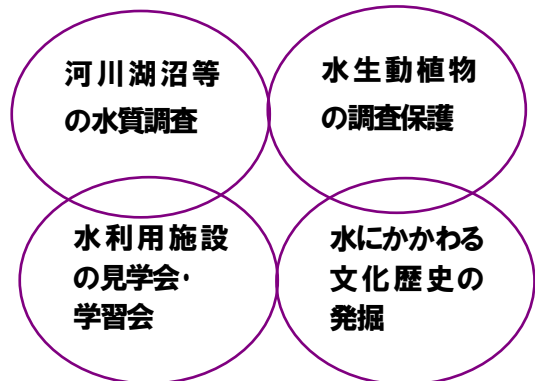 河川湖沼等
の水質調査
水生動植物
の調査保護
水利用施設
の見学会・
学習会
水にかかわる
文化歴史の
発掘